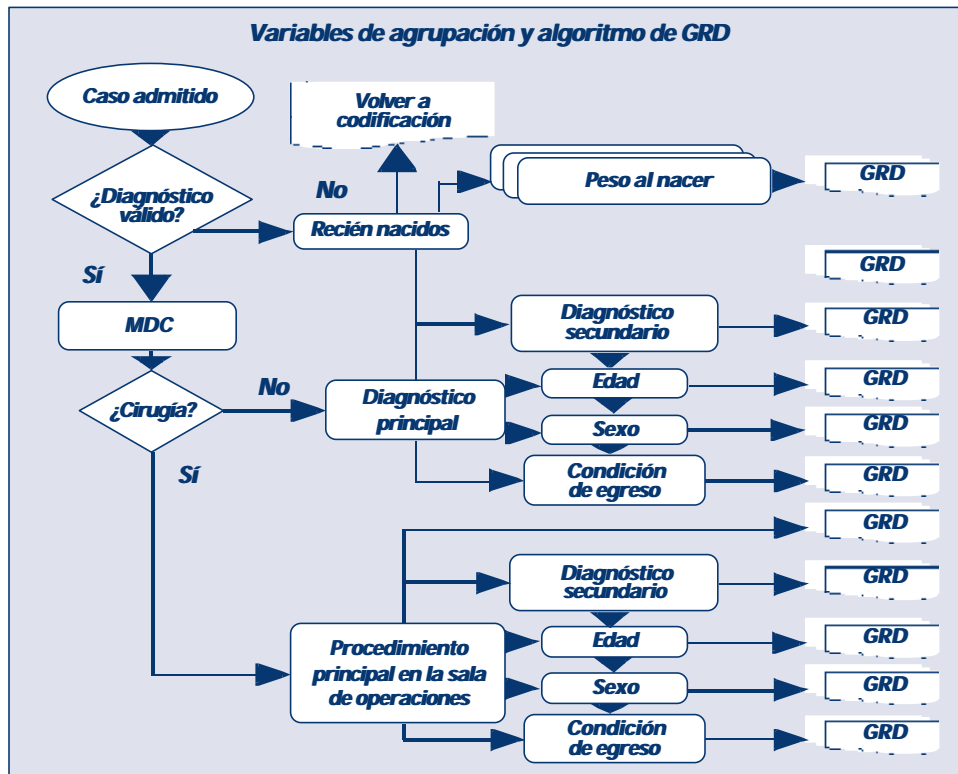 Variables de agrupación y algoritmo de GRD
Caso admitido
Volver a
codificación
¿Diagnóstico
válido?
No
Peso al nacer
GRD
Recién nacidos
Sí
GRD
MDC
Diagnóstico
secundario
GRD
¿Cirugía?
No
Diagnóstico
principal
Edad
GRD
Sexo
GRD
Sí
Condición
de egreso
GRD
GRD
Diagnóstico
secundario
GRD
Procedimiento
principal en la sala
de operaciones
Edad
GRD
Sexo
GRD
Condición
de egreso
GRD